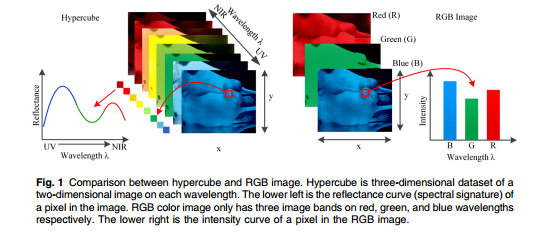 Hypercube
Wavelength λ
NIR
UV
Reflectance
UV
NIR
Wavelength λ
y
x
Red (R)
RGB Image
Green (G)
Blue (B)
y
x
Intensity
B G R
Wavelength λ
Fig. 1 Comparison between hypercube and RGB image. Hypercube is three-dimensional dataset of a
two-dimensional image on each wavelength. The lower left is the reflectance curve (spectral signature) of
a pixel in the image. RGB color image only has three image bands on red, green, and blue wavelengths
respectively. The lower right is the intensity curve of a pixel in the RGB image.